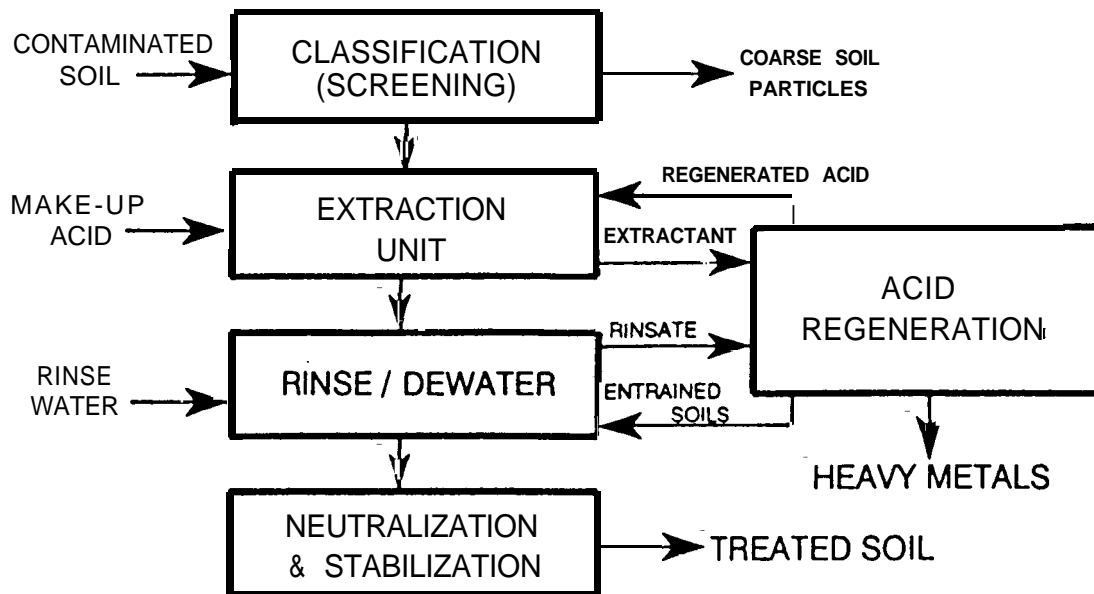 CONTAMINATED
SOIL
CLASSIFICATION
(SCREENING)
COARSE SOIL
PARTICLES
MAKE-UP
ACID
EXTRACTION
UNIT
REGENERATED ACID
EXTRACTANT
ACID
REGENERATION
RINSE
WATER
RINSE / DEWATER
RINSATE
ENTRAINED
SOILS
HEAVY METALS
NEUTRALIZATION
& STABILIZATION
TREATED SOIL